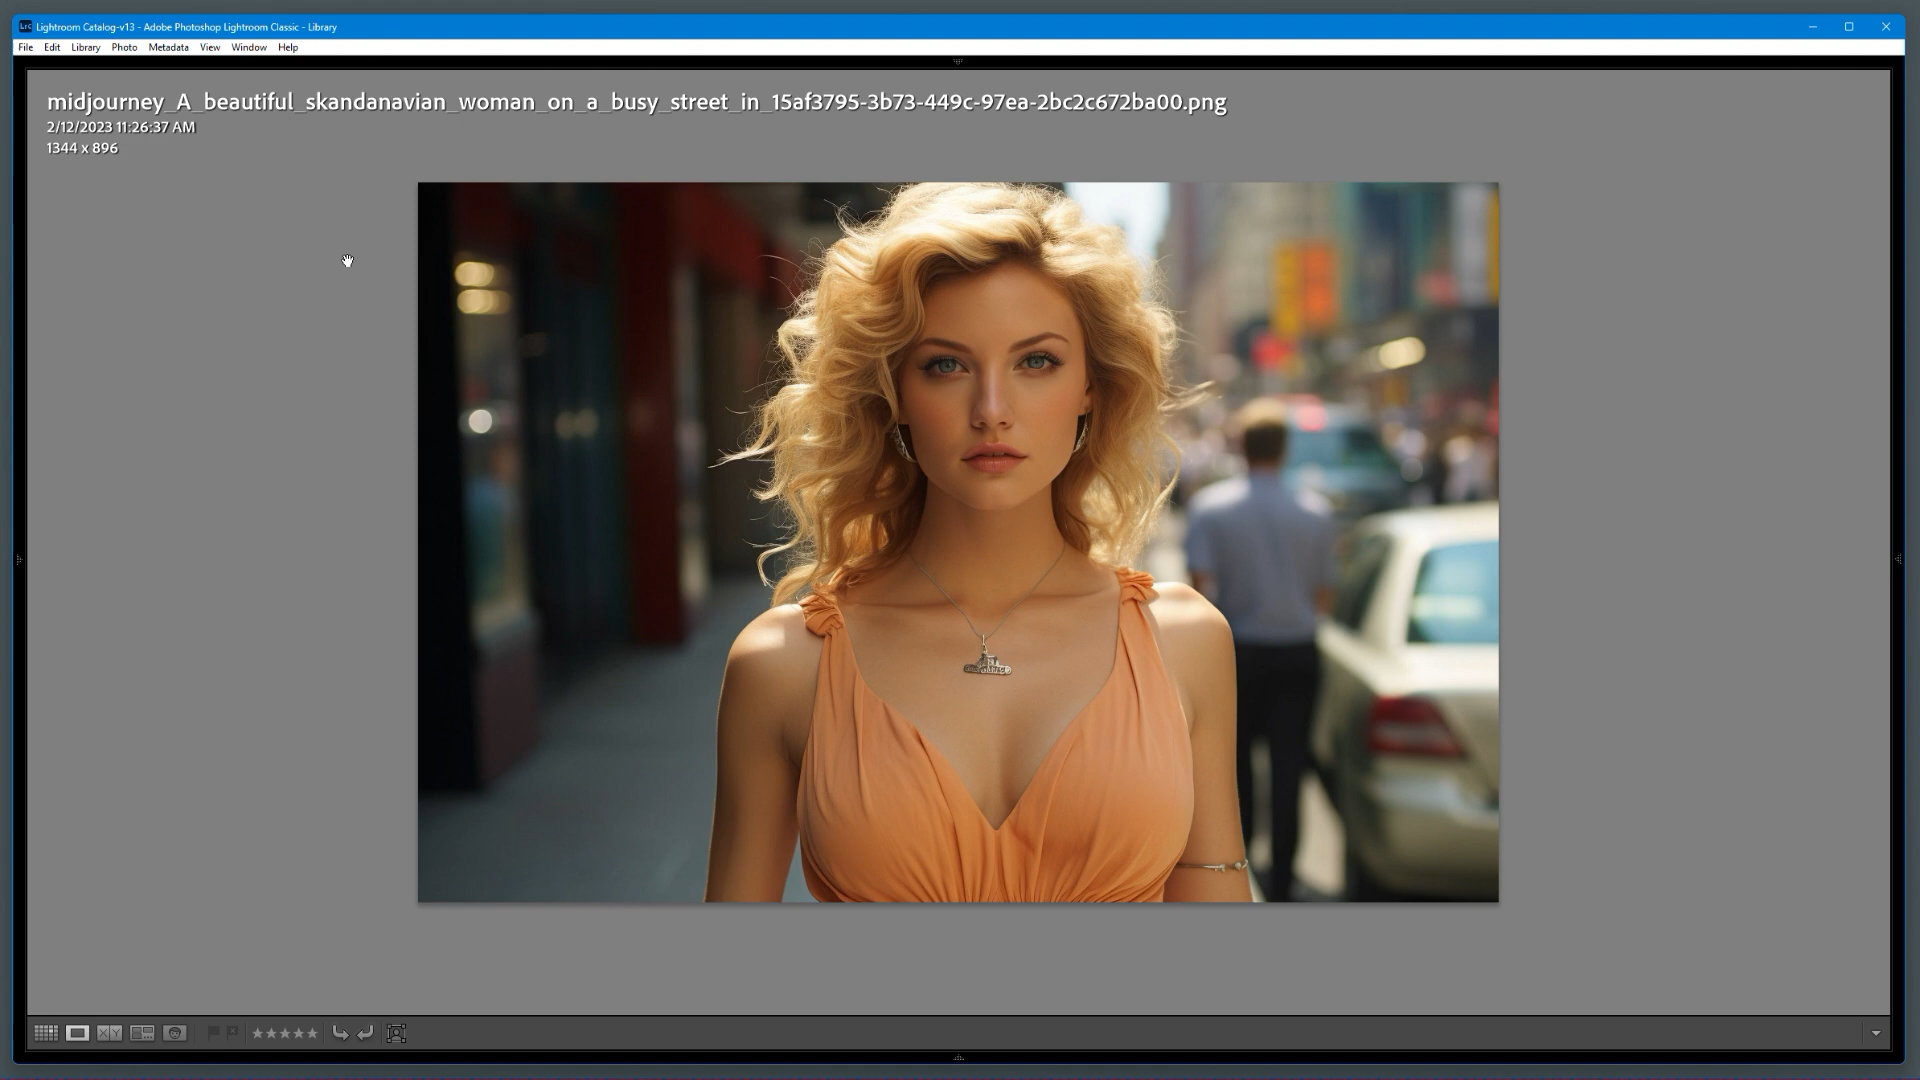 Lightroom Catalog-v13 - Adobe Photoshop Lightroom Classic - Library
File Edit Library Photo Metadata View Window Help
midjourney_A_beautiful_skandanavian_woman_on_a_busy_street_in_15af3795-3b73-449c-97ea-2bc2c672ba00.png
2/12/2023 11:26:37 AM
1344 x 896